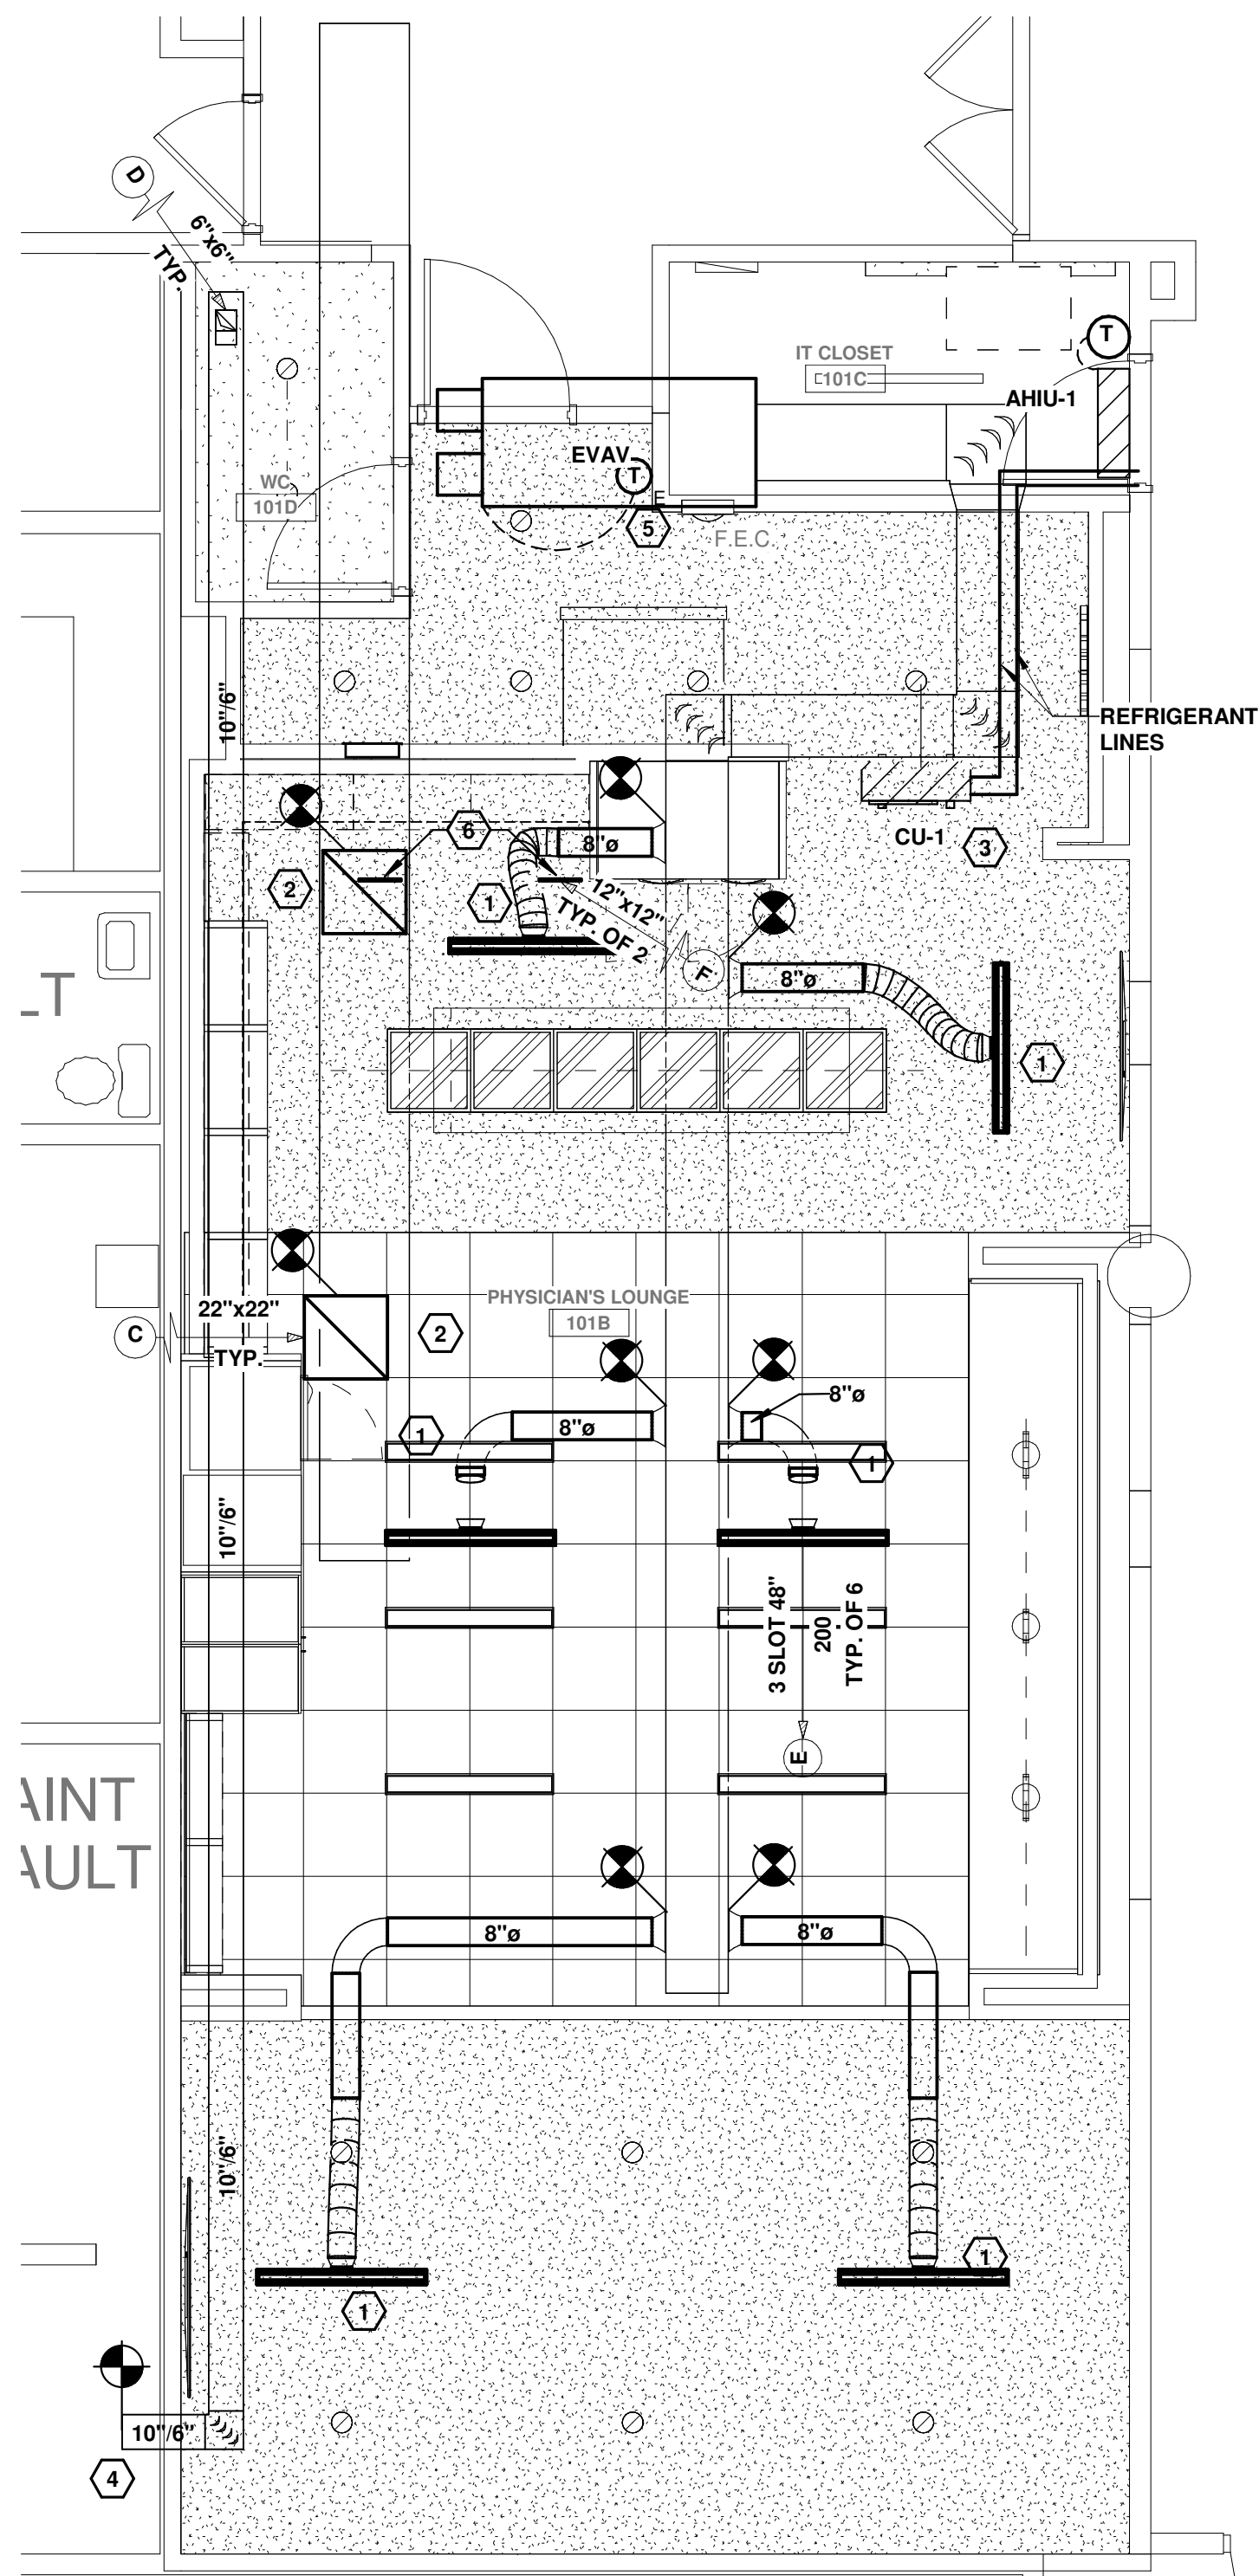 D
6"x6"
TYP.
IT CLOSET
101C
T
AHIU-1
EVAV
T
E
WC
101D
5
F.E.C
10"/6"
REFRIGERANT
LINES
6
8"ø
CU-1
3
2
1
12"x12"
TYP. OF 2
F
8"ø
LT
1
PHYSICIAN'S LOUNGE
101B
22"x22"
TYP.
C
2
8"ø
1
8"ø
1
10"/6"
3 SLOT 48"
200
TYP. OF 6
E
AINT
AULT
8"ø
8"ø
10"/6"
1
1
10"/6"
4